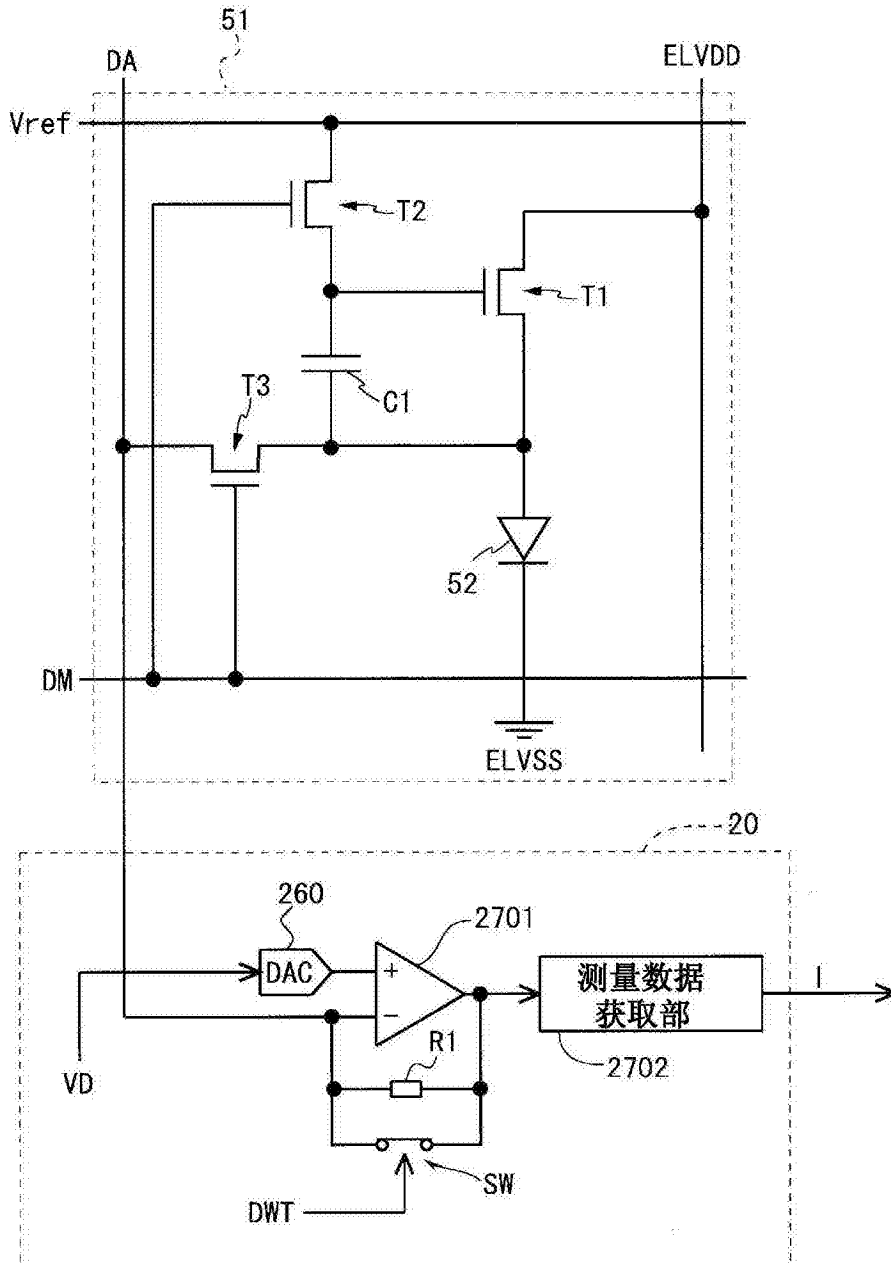 51
DA
ELVDD
Vref
T2
T1
T3
C1
52
DM
ELVSS
20
260
2701
DAC
+
−
测量数据
获取部
I
R1
2702
VD
SW
DWT